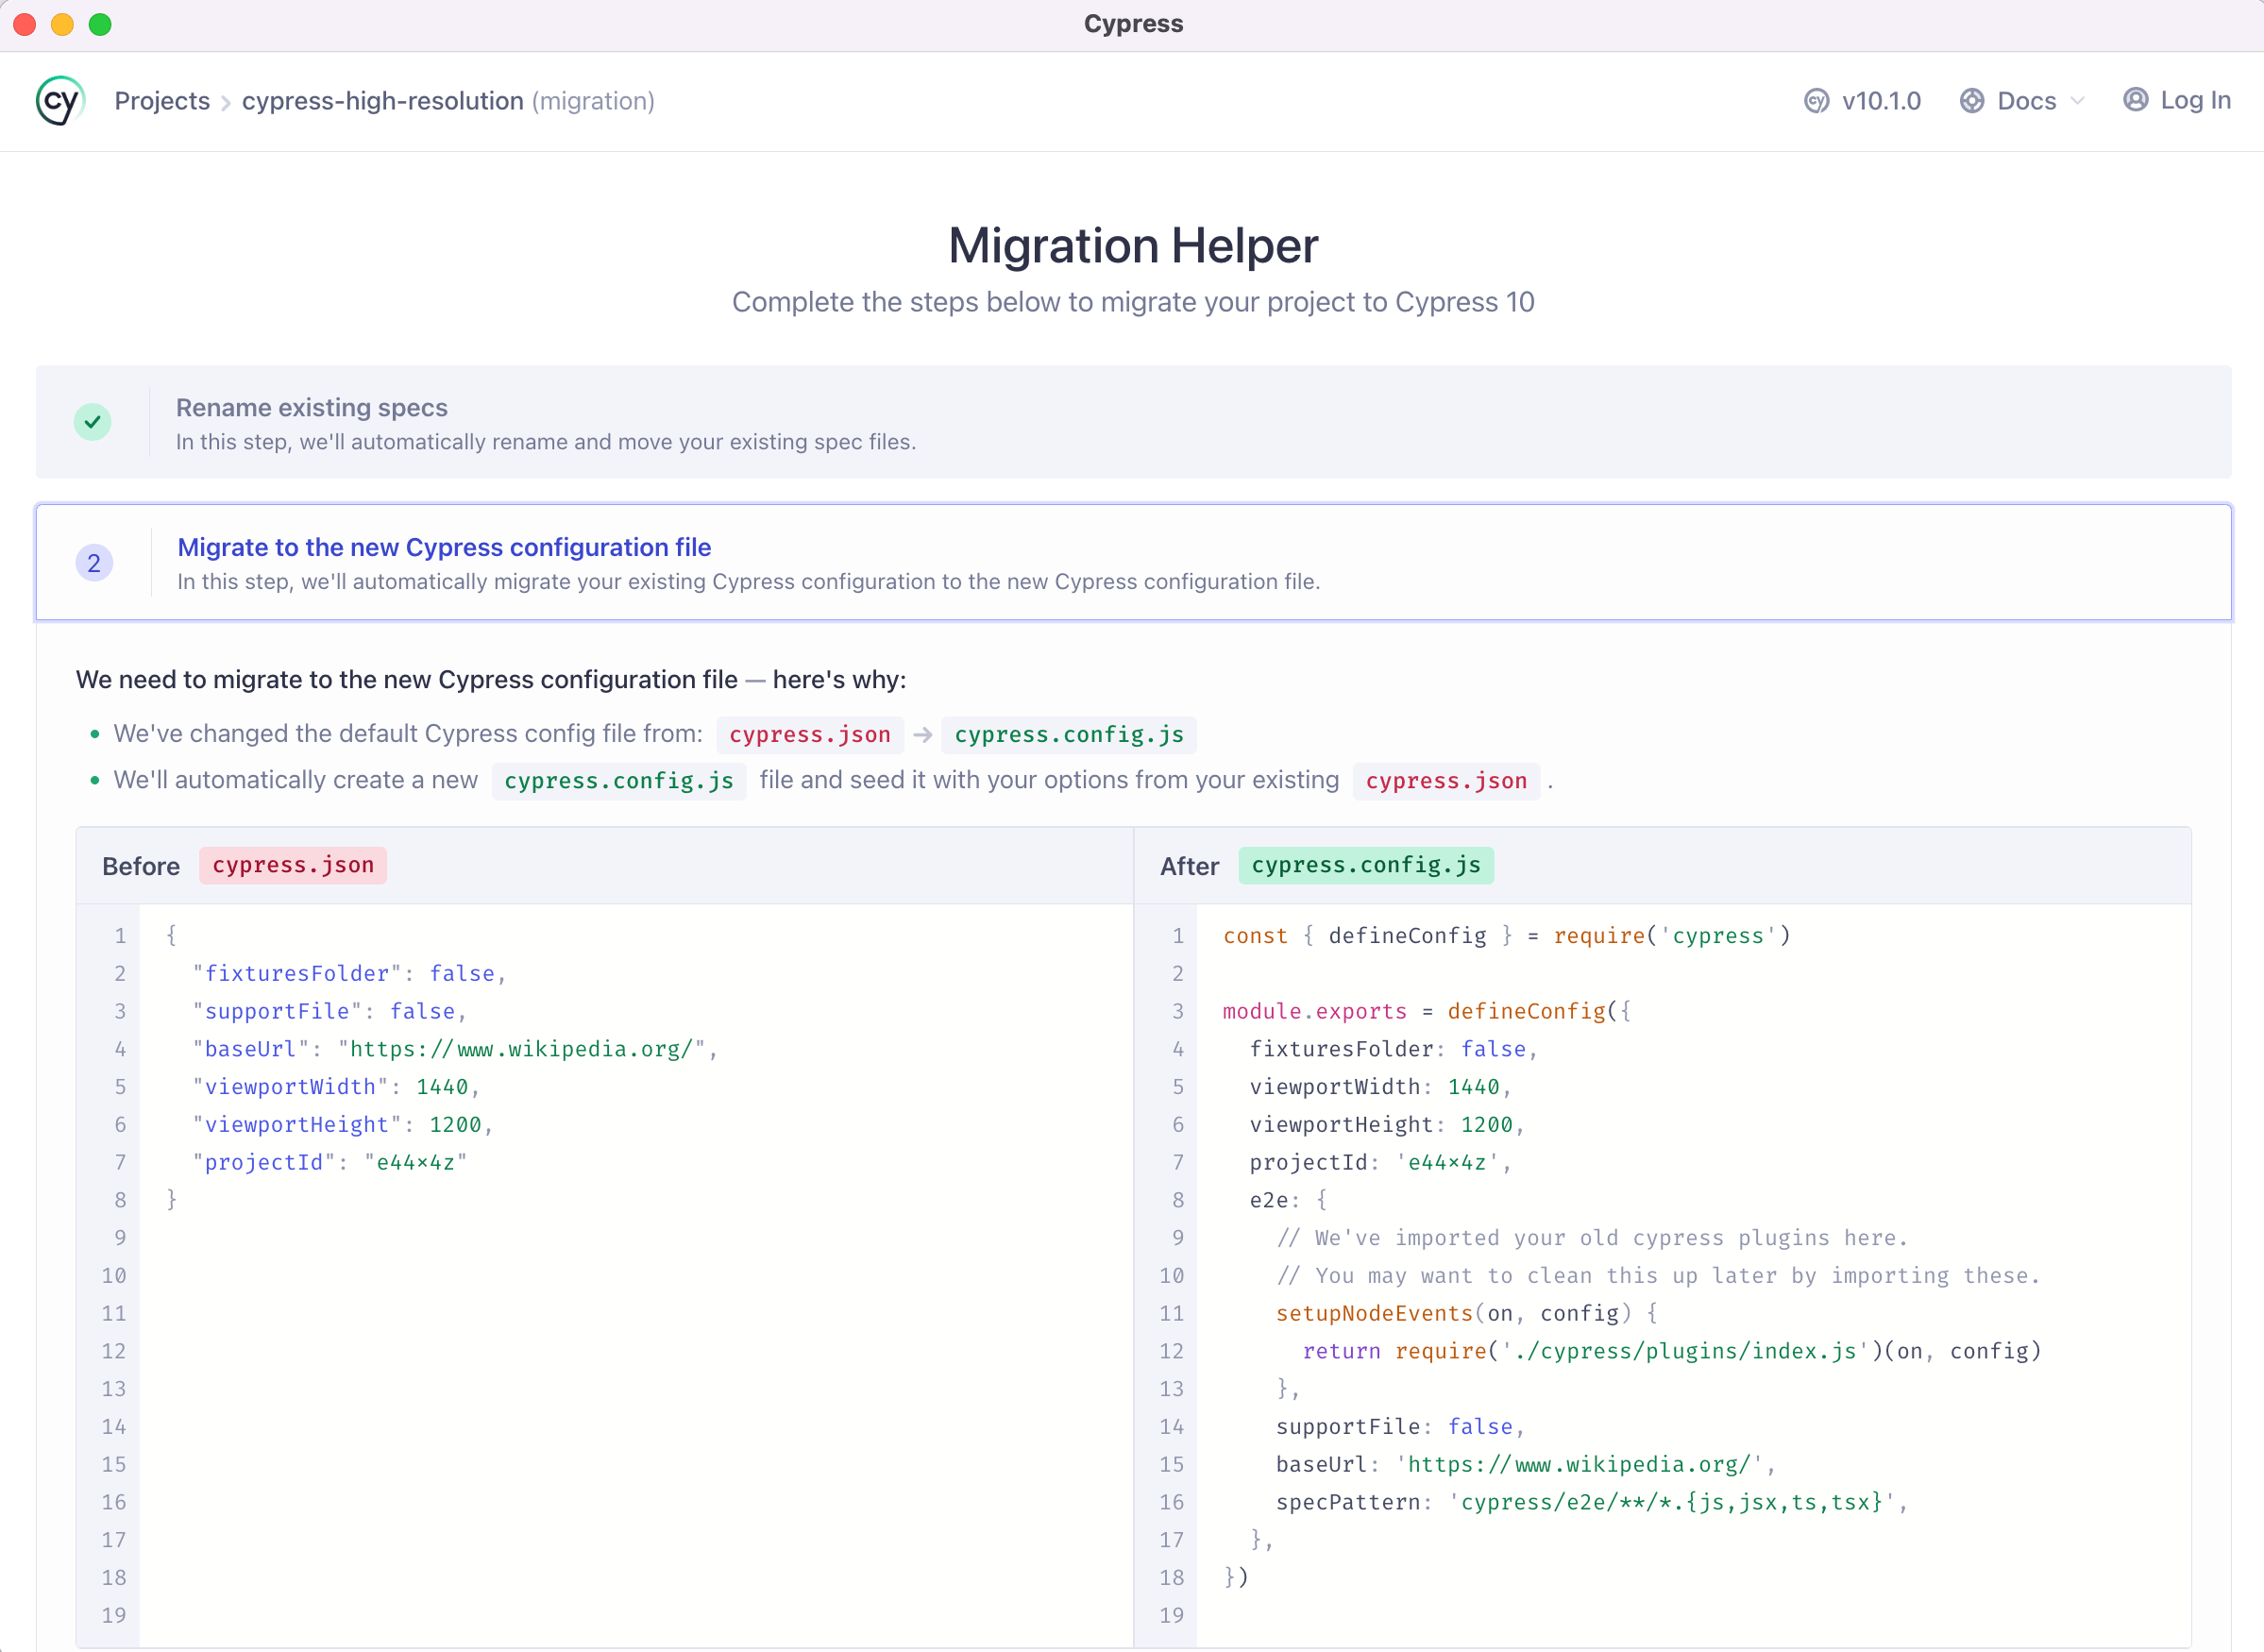 Cypress
cy Projects > cypress-high-resolution (migration) cy v10.1.0 Docs Log In
Migration Helper
Complete the steps below to migrate your project to Cypress 10
Rename existing specs
In this step, we'll automatically rename and move your existing spec files.
2
Migrate to the new Cypress configuration file
In this step, we'll automatically migrate your existing Cypress configuration to the new Cypress configuration file.
We need to migrate to the new Cypress configuration file — here's why:
• We've changed the default Cypress config file from: cypress.json → cypress.config.js
• We'll automatically create a new cypress.config.js file and seed it with your options from your existing cypress.json .
Before cypress.json
1 {
2   "fixturesFolder": false,
3   "supportFile": false,
4   "baseUrl": "https://www.wikipedia.org/",
5   "viewportWidth": 1440,
6   "viewportHeight": 1200,
7   "projectId": "e44x4z"
8 }
9
10
11
12
13
14
15
16
17
18
19
After cypress.config.js
1 const { defineConfig } = require('cypress')
2
3 module.exports = defineConfig({
4   fixturesFolder: false,
5   viewportWidth: 1440,
6   viewportHeight: 1200,
7   projectId: 'e44x4z',
8   e2e: {
9     // We've imported your old cypress plugins here.
10     // You may want to clean this up later by importing these.
11     setupNodeEvents(on, config) {
12       return require('./cypress/plugins/index.js')(on, config)
13     },
14     supportFile: false,
15     baseUrl: 'https://www.wikipedia.org/',
16     specPattern: 'cypress/e2e/**/*.{js,jsx,ts,tsx}',
17   },
18 })
19